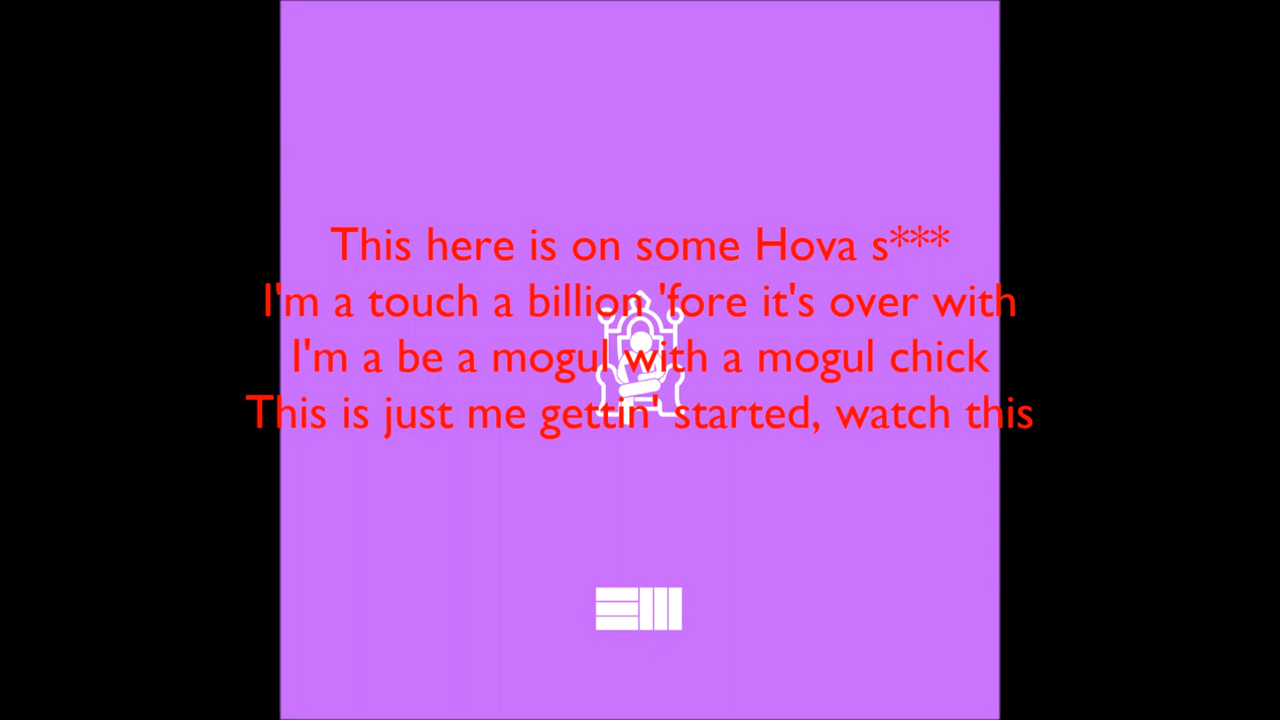 This here is on some Hova s***
I'm a touch a billion 'fore it's over with
I'm a be a mogul with a mogul chick
This is just me gettin' started, watch this